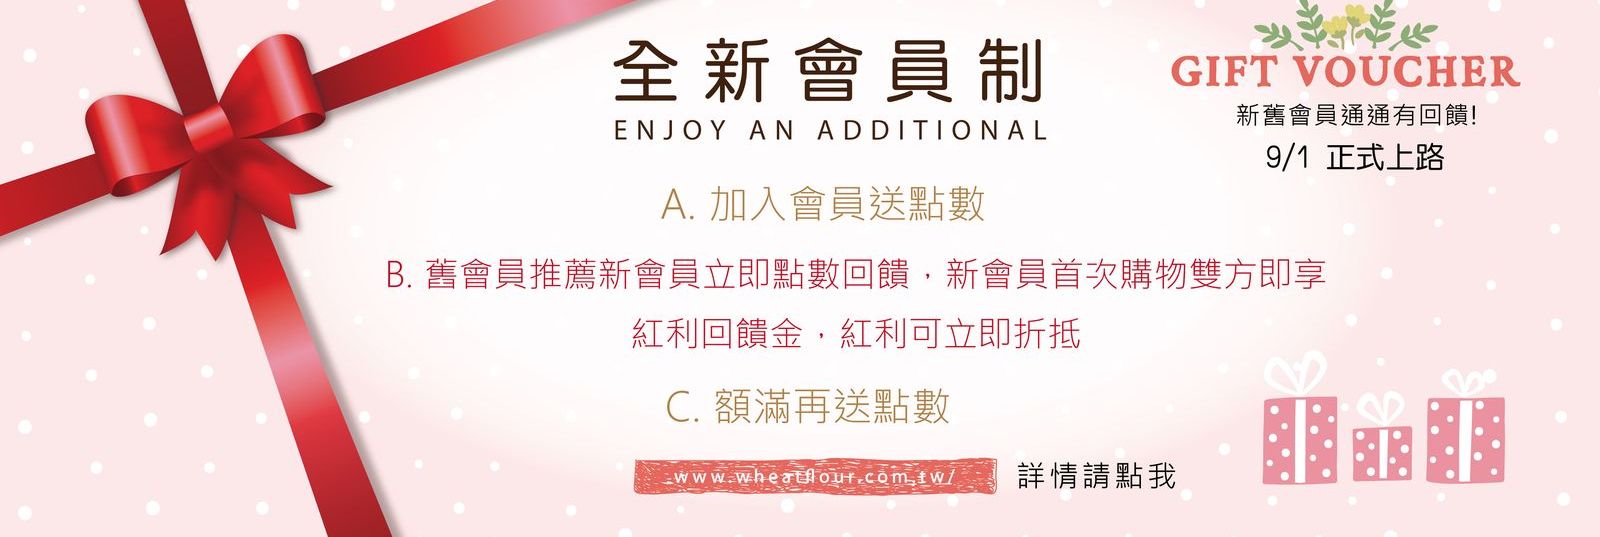 全新會員制
ENJOY AN ADDITIONAL
GIFT VOUCHER
新舊會員通通有回饋!
9/1 正式上路
A. 加入會員送點數
B. 舊會員推薦新會員立即點數回饋，新會員首次購物雙方即享
紅利回饋金，紅利可立即折抵
C. 額滿再送點數
www.wheatflour.com.tw/
詳情請點我